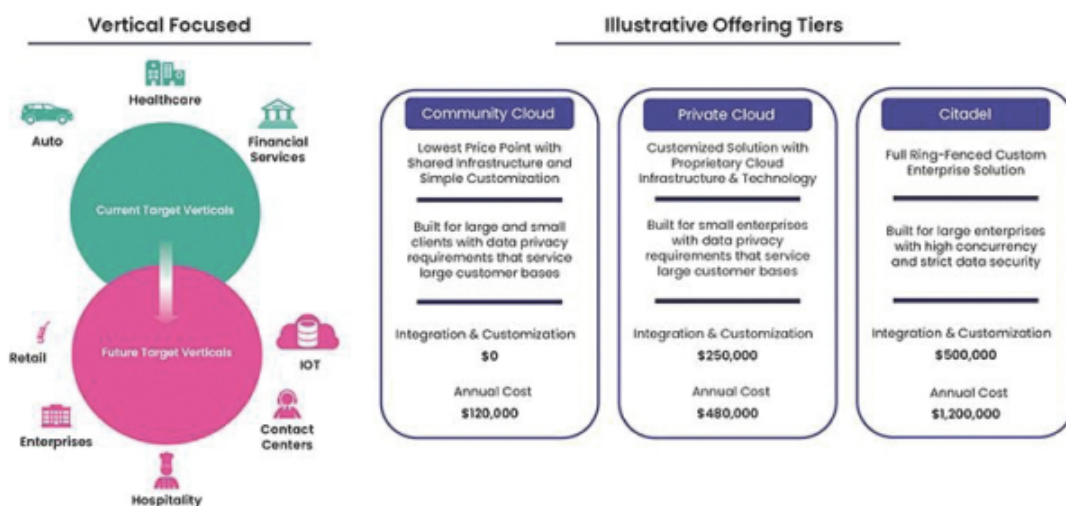 Vertical Focused
Healthcare
Auto
Financial
Services
Current Target Verticals
Future Target Verticals
Retail
IOT
Enterprises
Contact
Centers
Hospitality
Illustrative Offering Tiers
Community Cloud
Lowest Price Point with
Shared Infrastructure and
Simple Customization
Built for large and small
clients with data privacy
requirements that service
large customer bases
Integration & Customization
$0
Annual Cost
$120,000
Private Cloud
Customized Solution with
Proprietary Cloud
Infrastructure & Technology
Built for small enterprises
with data privacy
requirements that service
large customer bases
Integration & Customization
$250,000
Annual Cost
$480,000
Citadel
Full Ring-Fenced Custom
Enterprise Solution
Built for large enterprises
with high concurrency
and strict data security
Integration & Customization
$500,000
Annual Cost
$1,200,000